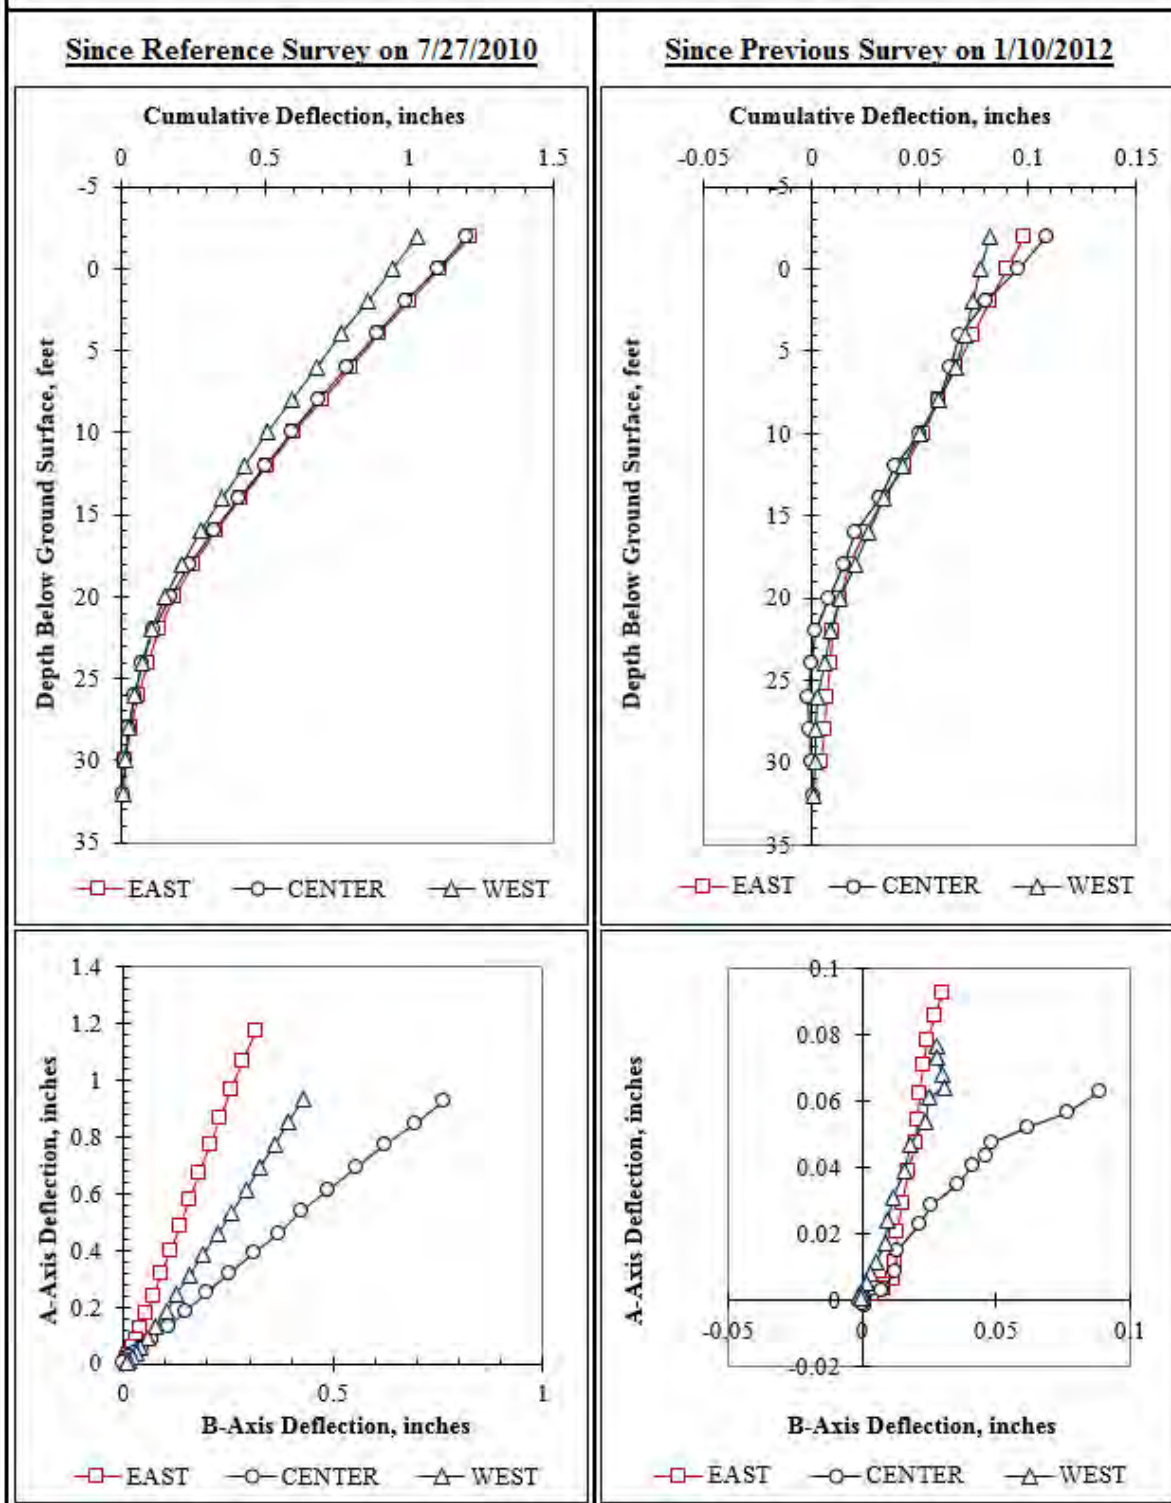 Since Reference Survey on 7/27/2010
Cumulative Deflection, inches
0 0.5 1 1.5
-5
0
5
10
15
20
25
30
35
Depth Below Ground Surface, feet
EAST CENTER WEST
Since Previous Survey on 1/10/2012
Cumulative Deflection, inches
-0.05 0 0.05 0.1 0.15
-5
0
5
10
15
20
25
30
35
Depth Below Ground Surface, feet
EAST CENTER WEST
1.4
1.2
1
0.8
0.6
0.4
0.2
0
A-Axis Deflection, inches
0 0.5 1
B-Axis Deflection, inches
EAST CENTER WEST
0.1
0.08
0.06
0.04
0.02
0
-0.02
A-Axis Deflection, inches
-0.05 0 0.05 0.1
B-Axis Deflection, inches
EAST CENTER WEST